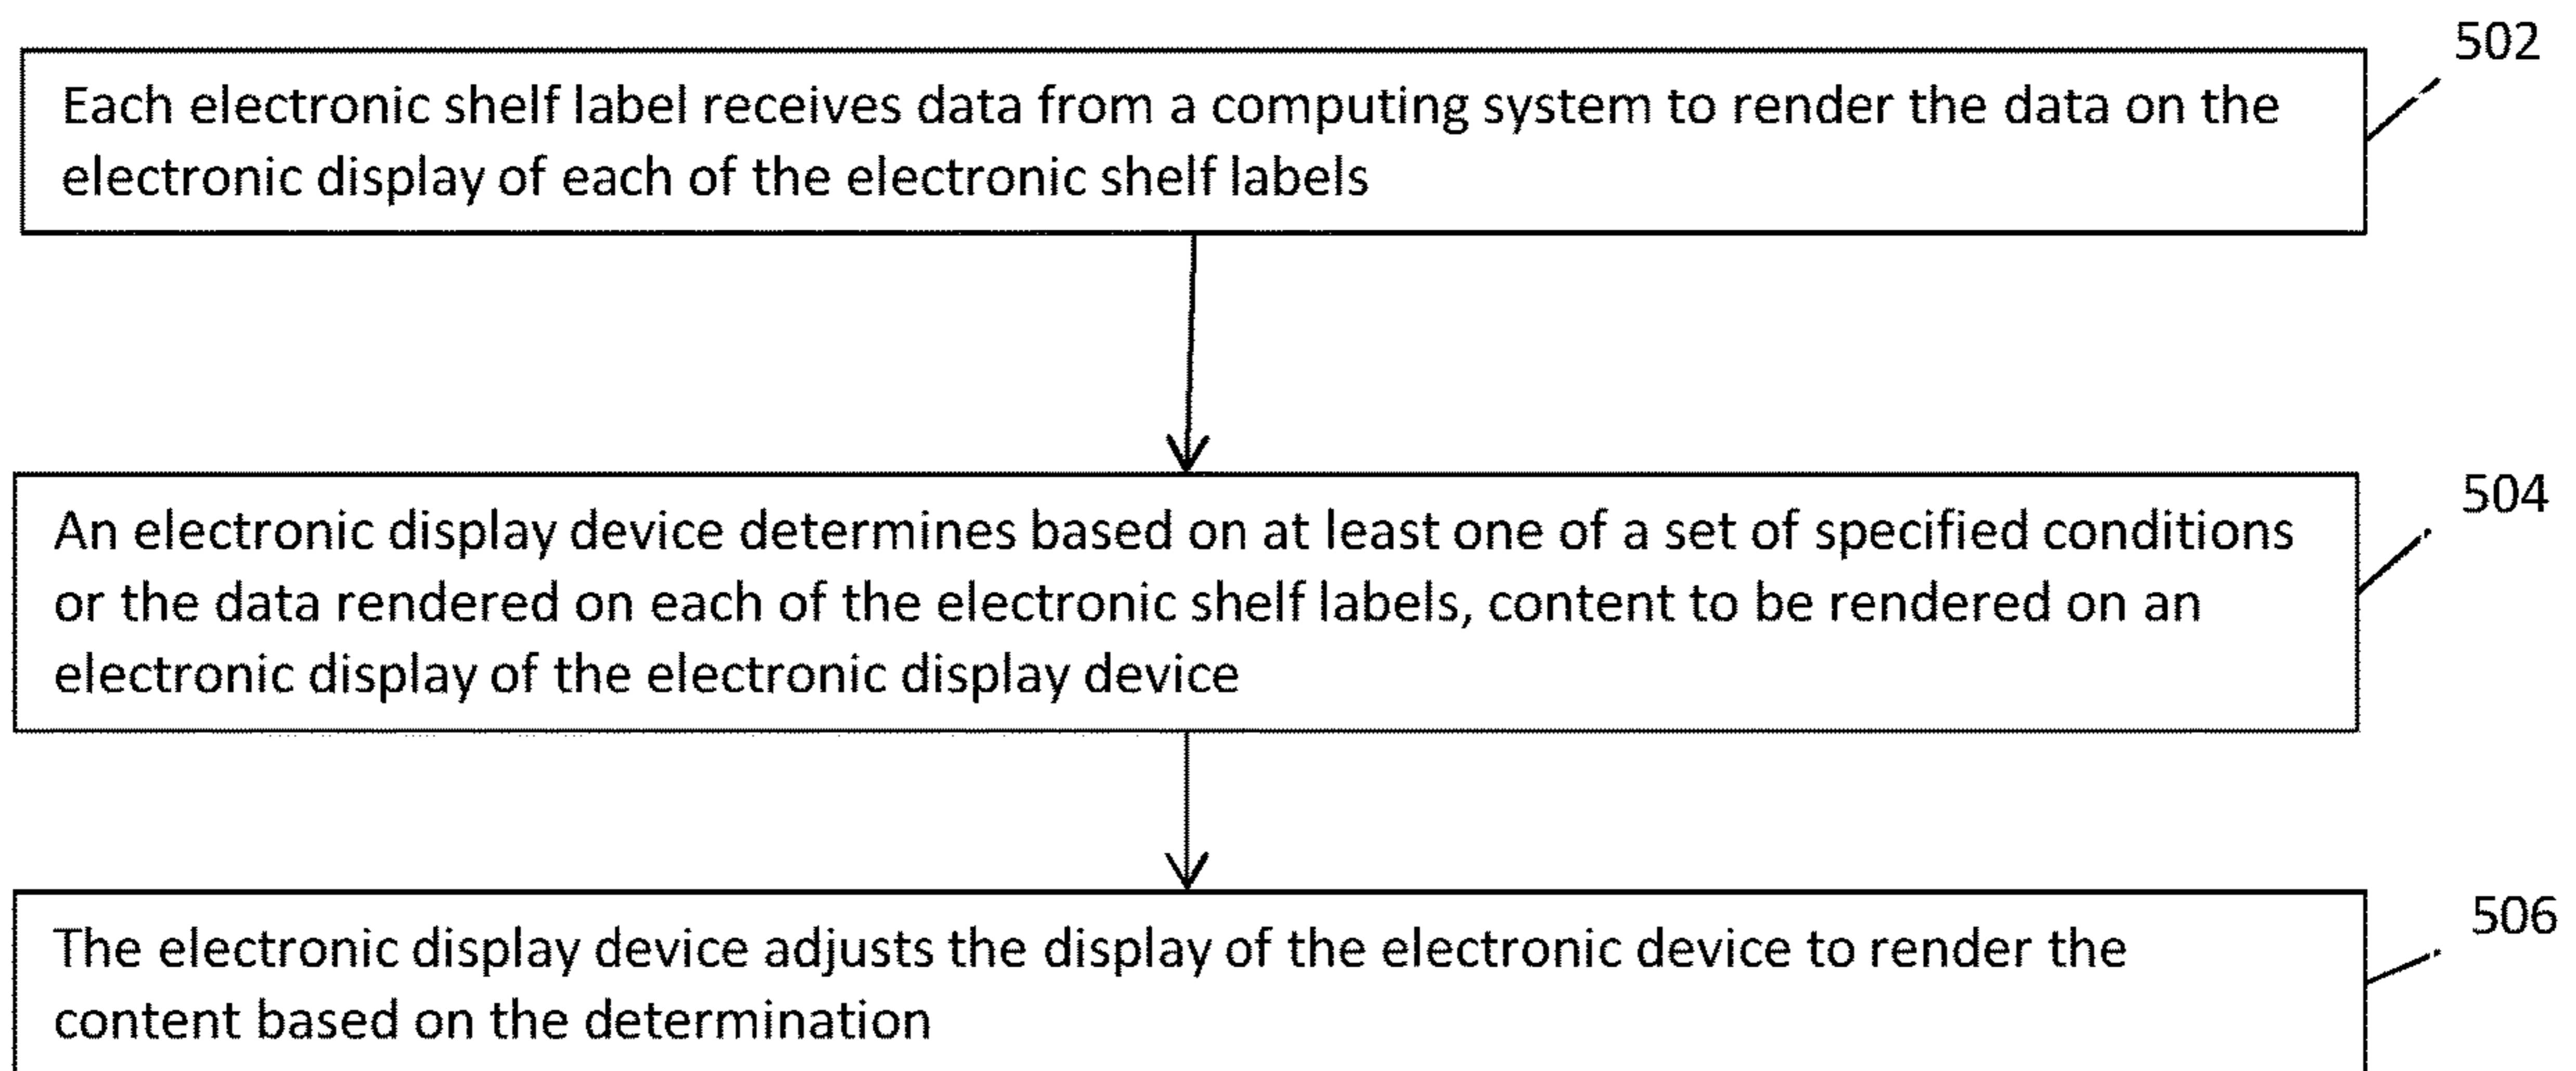 502
Each electronic shelf label receives data from a computing system to render the data on the
electronic display of each of the electronic shelf labels
504
An electronic display device determines based on at least one of a set of specified conditions
or the data rendered on each of the electronic shelf labels, content to be rendered on an
electronic display of the electronic display device
506
The electronic display device adjusts the display of the electronic device to render the
content based on the determination